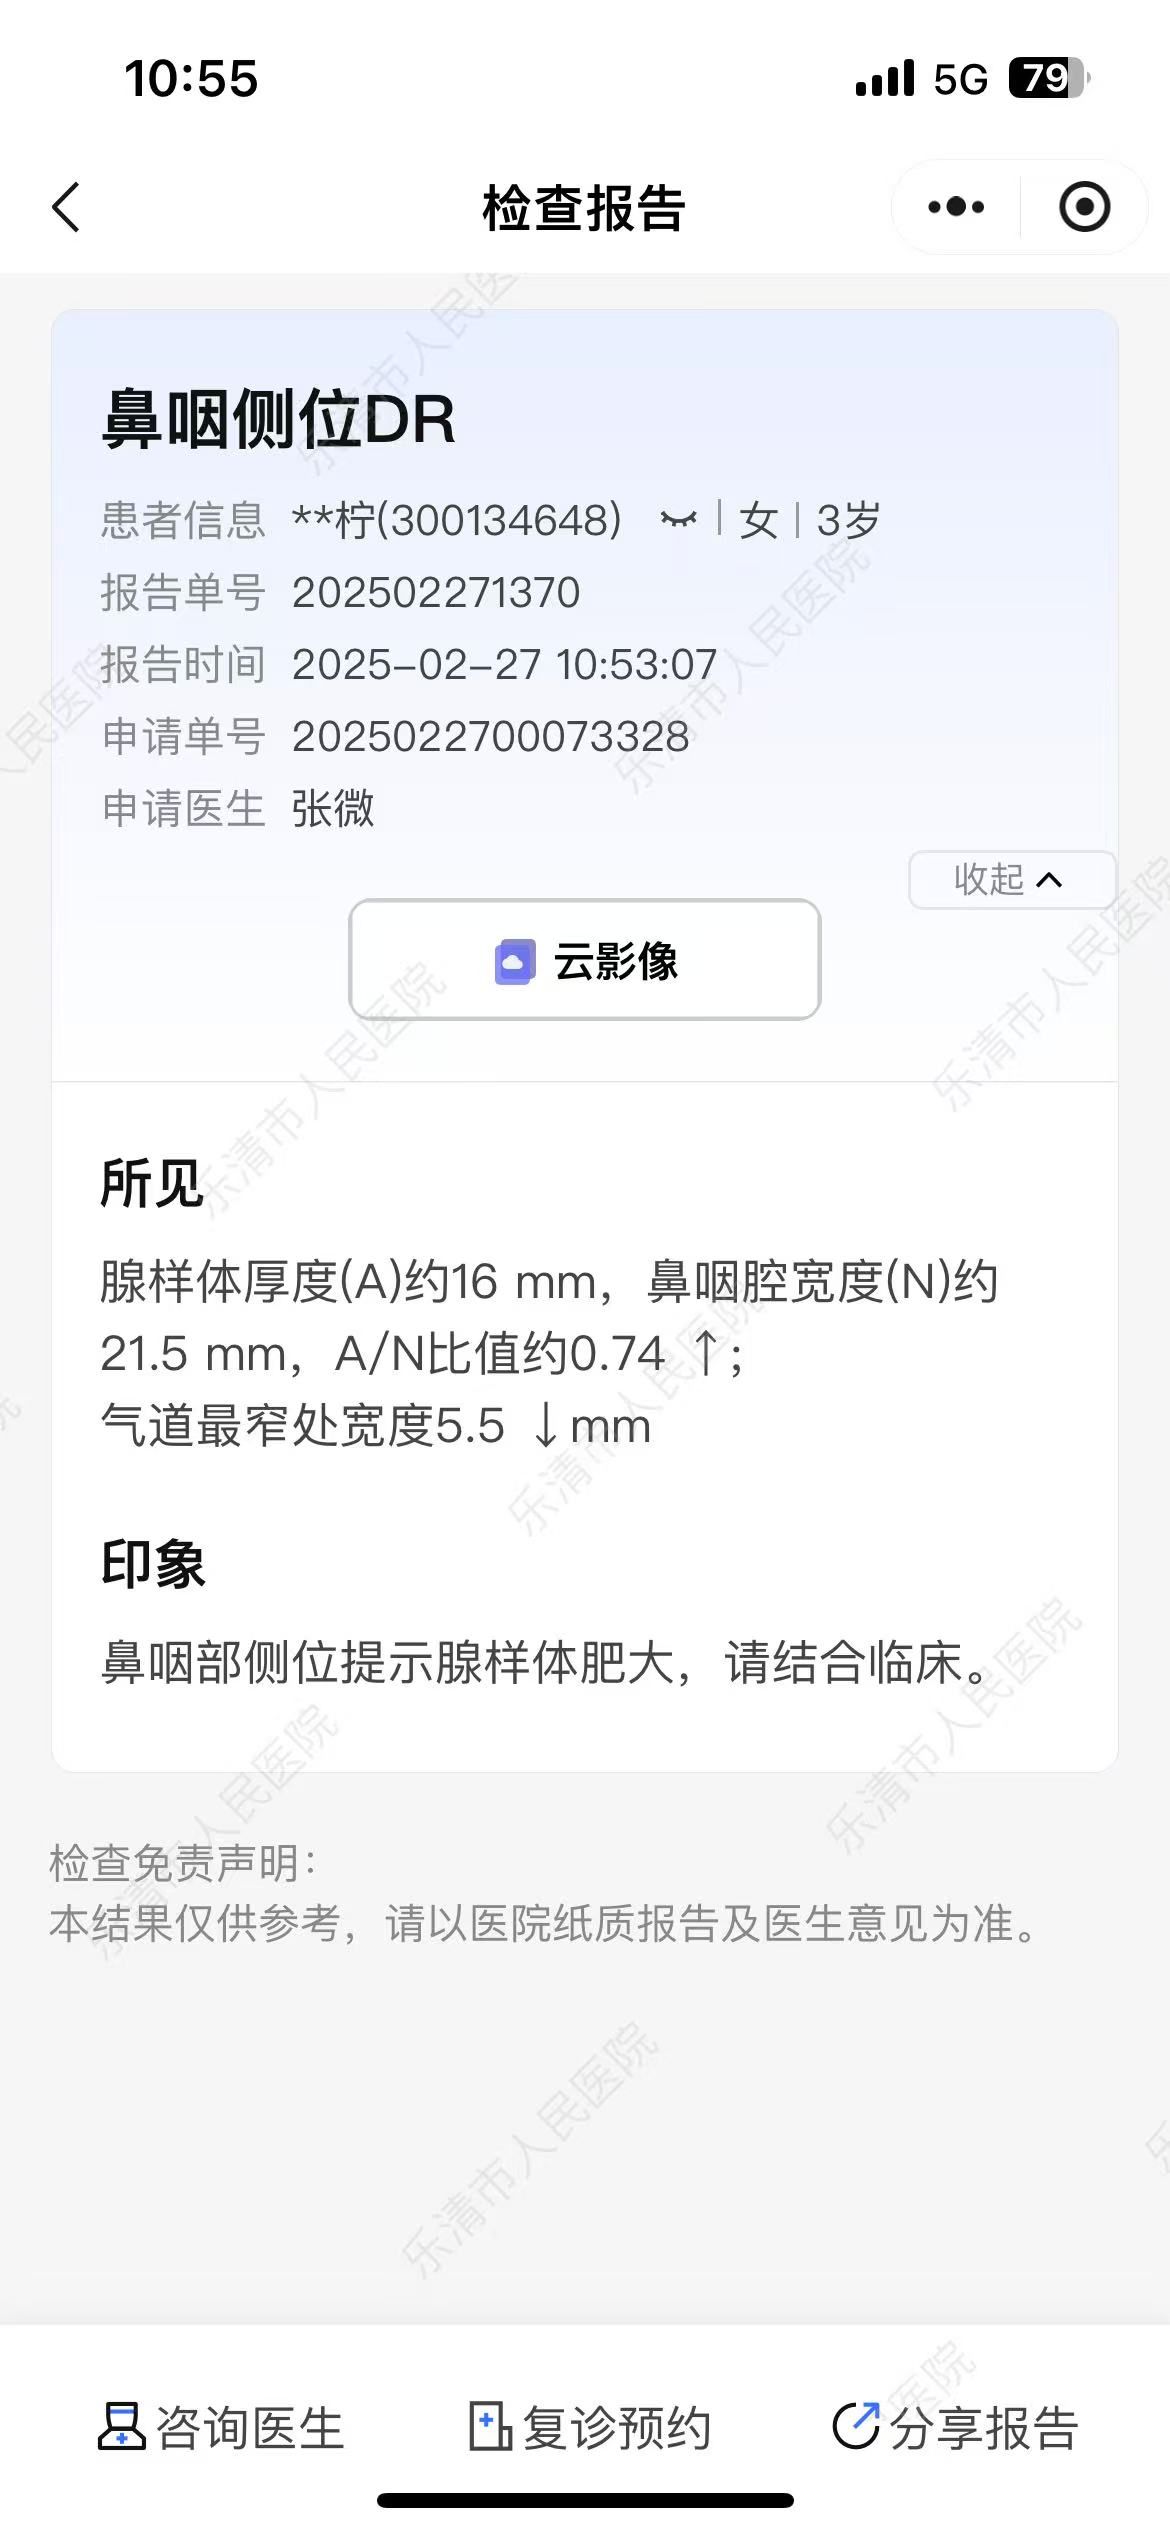 10:55
5G 79
检查报告
鼻咽侧位DR
患者信息 **柠(300134648) | 女 | 3岁
报告单号 202502271370
报告时间 2025-02-27 10:53:07
申请单号 2025022700073328
申请医生 张微
收起
云影像
所见
腺样体厚度(A)约16 mm，鼻咽腔宽度(N)约
21.5 mm，A/N比值约0.74 ↑；
气道最窄处宽度5.5 ↓mm
印象
鼻咽部侧位提示腺样体肥大，请结合临床。
检查免责声明：
本结果仅供参考，请以医院纸质报告及医生意见为准。
咨询医生 复诊预约 分享报告
乐清市人民医院